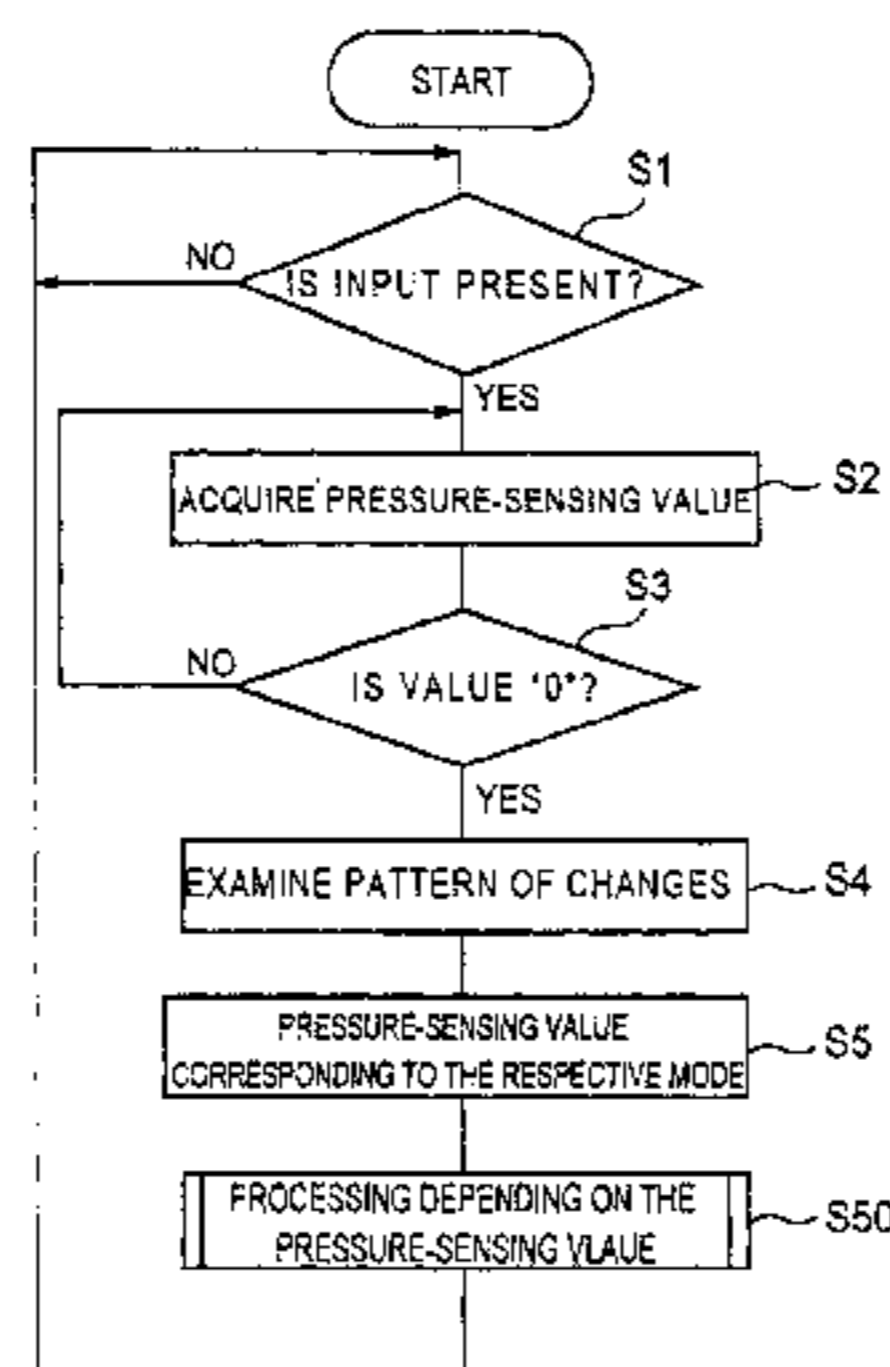 START
S1
NO
IS INPUT PRESENT?
YES
ACQUIRE PRESSURE-SENSING VALUE
S2
S3
NO
IS VALUE "0"?
YES
EXAMINE PATTERN OF CHANGES
S4
PRESSURE-SENSING VALUE
CORRESPONDING TO THE RESPECTIVE MODE
S5
PROCESSING DEPENDING ON THE
PRESSURE-SENSING VLAUE
S50